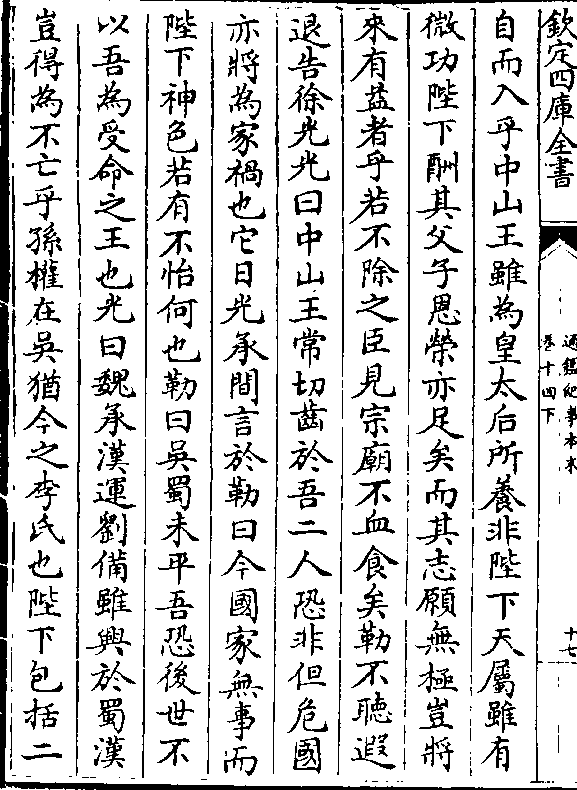 欽定四庫全書
通鑑紀事本末
卷十四下
十七
自而入乎中山王雖為皇太后所養非陛下天屬雖有
微功陛下酬其父子恩榮亦足矣而其志願無極豈將
來有益者乎若不除之臣見宗廟不血食矣勒不聽遐
退告徐光光曰中山王常切齒於吾二人恐非但危國
亦將為家禍也它日光承間言於勒曰今國家無事而
陛下神色若有不怡何也勒曰吳蜀未平吾恐後世不
以吾為受命之王也光曰魏承漢運劉備雖興於蜀漢
豈得為不亡乎孫權在吳猶今之李氏也陛下包括二